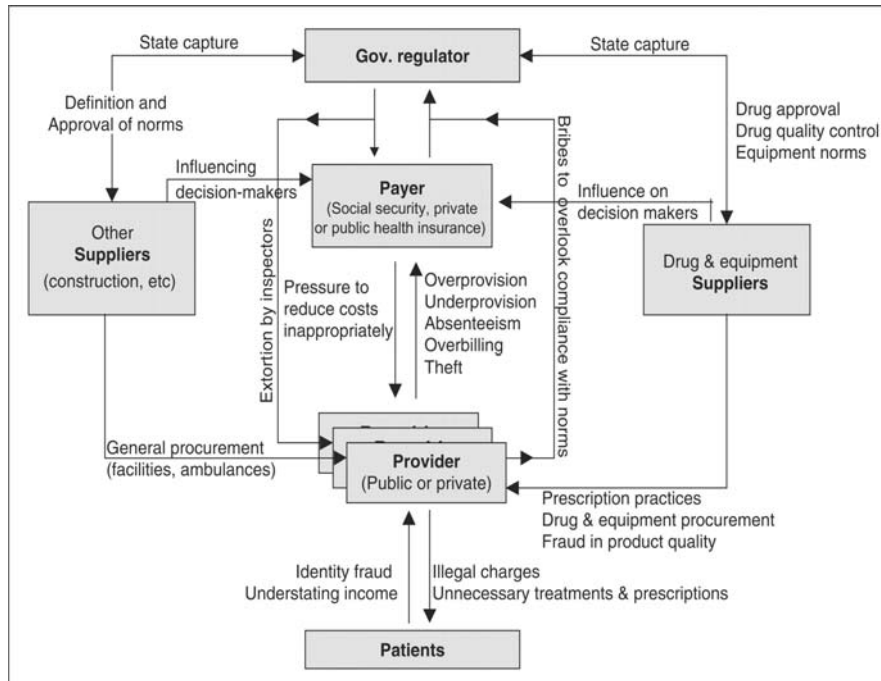 State capture
Gov. regulator
State capture
Definition and
Approval of norms
Drug approval
Drug quality control
Equipment norms
Influencing
decision-makers
Payer
(Social security, private
or public health insurance)
Influence on
decision makers
Other
Suppliers
(construction, etc)
Drug & equipment
Suppliers
Extortion by inspectors
Pressure to
reduce costs
inappropriately
Overprovision
Underprovision
Absenteeism
Overbilling
Theft
Bribes to overlook compliance with norms
General procurement
(facilities, ambulances)
Provider
(Public or private)
Prescription practices
Drug & equipment procurement
Fraud in product quality
Identity fraud
Understating income
Illegal charges
Unnecessary treatments & prescriptions
Patients